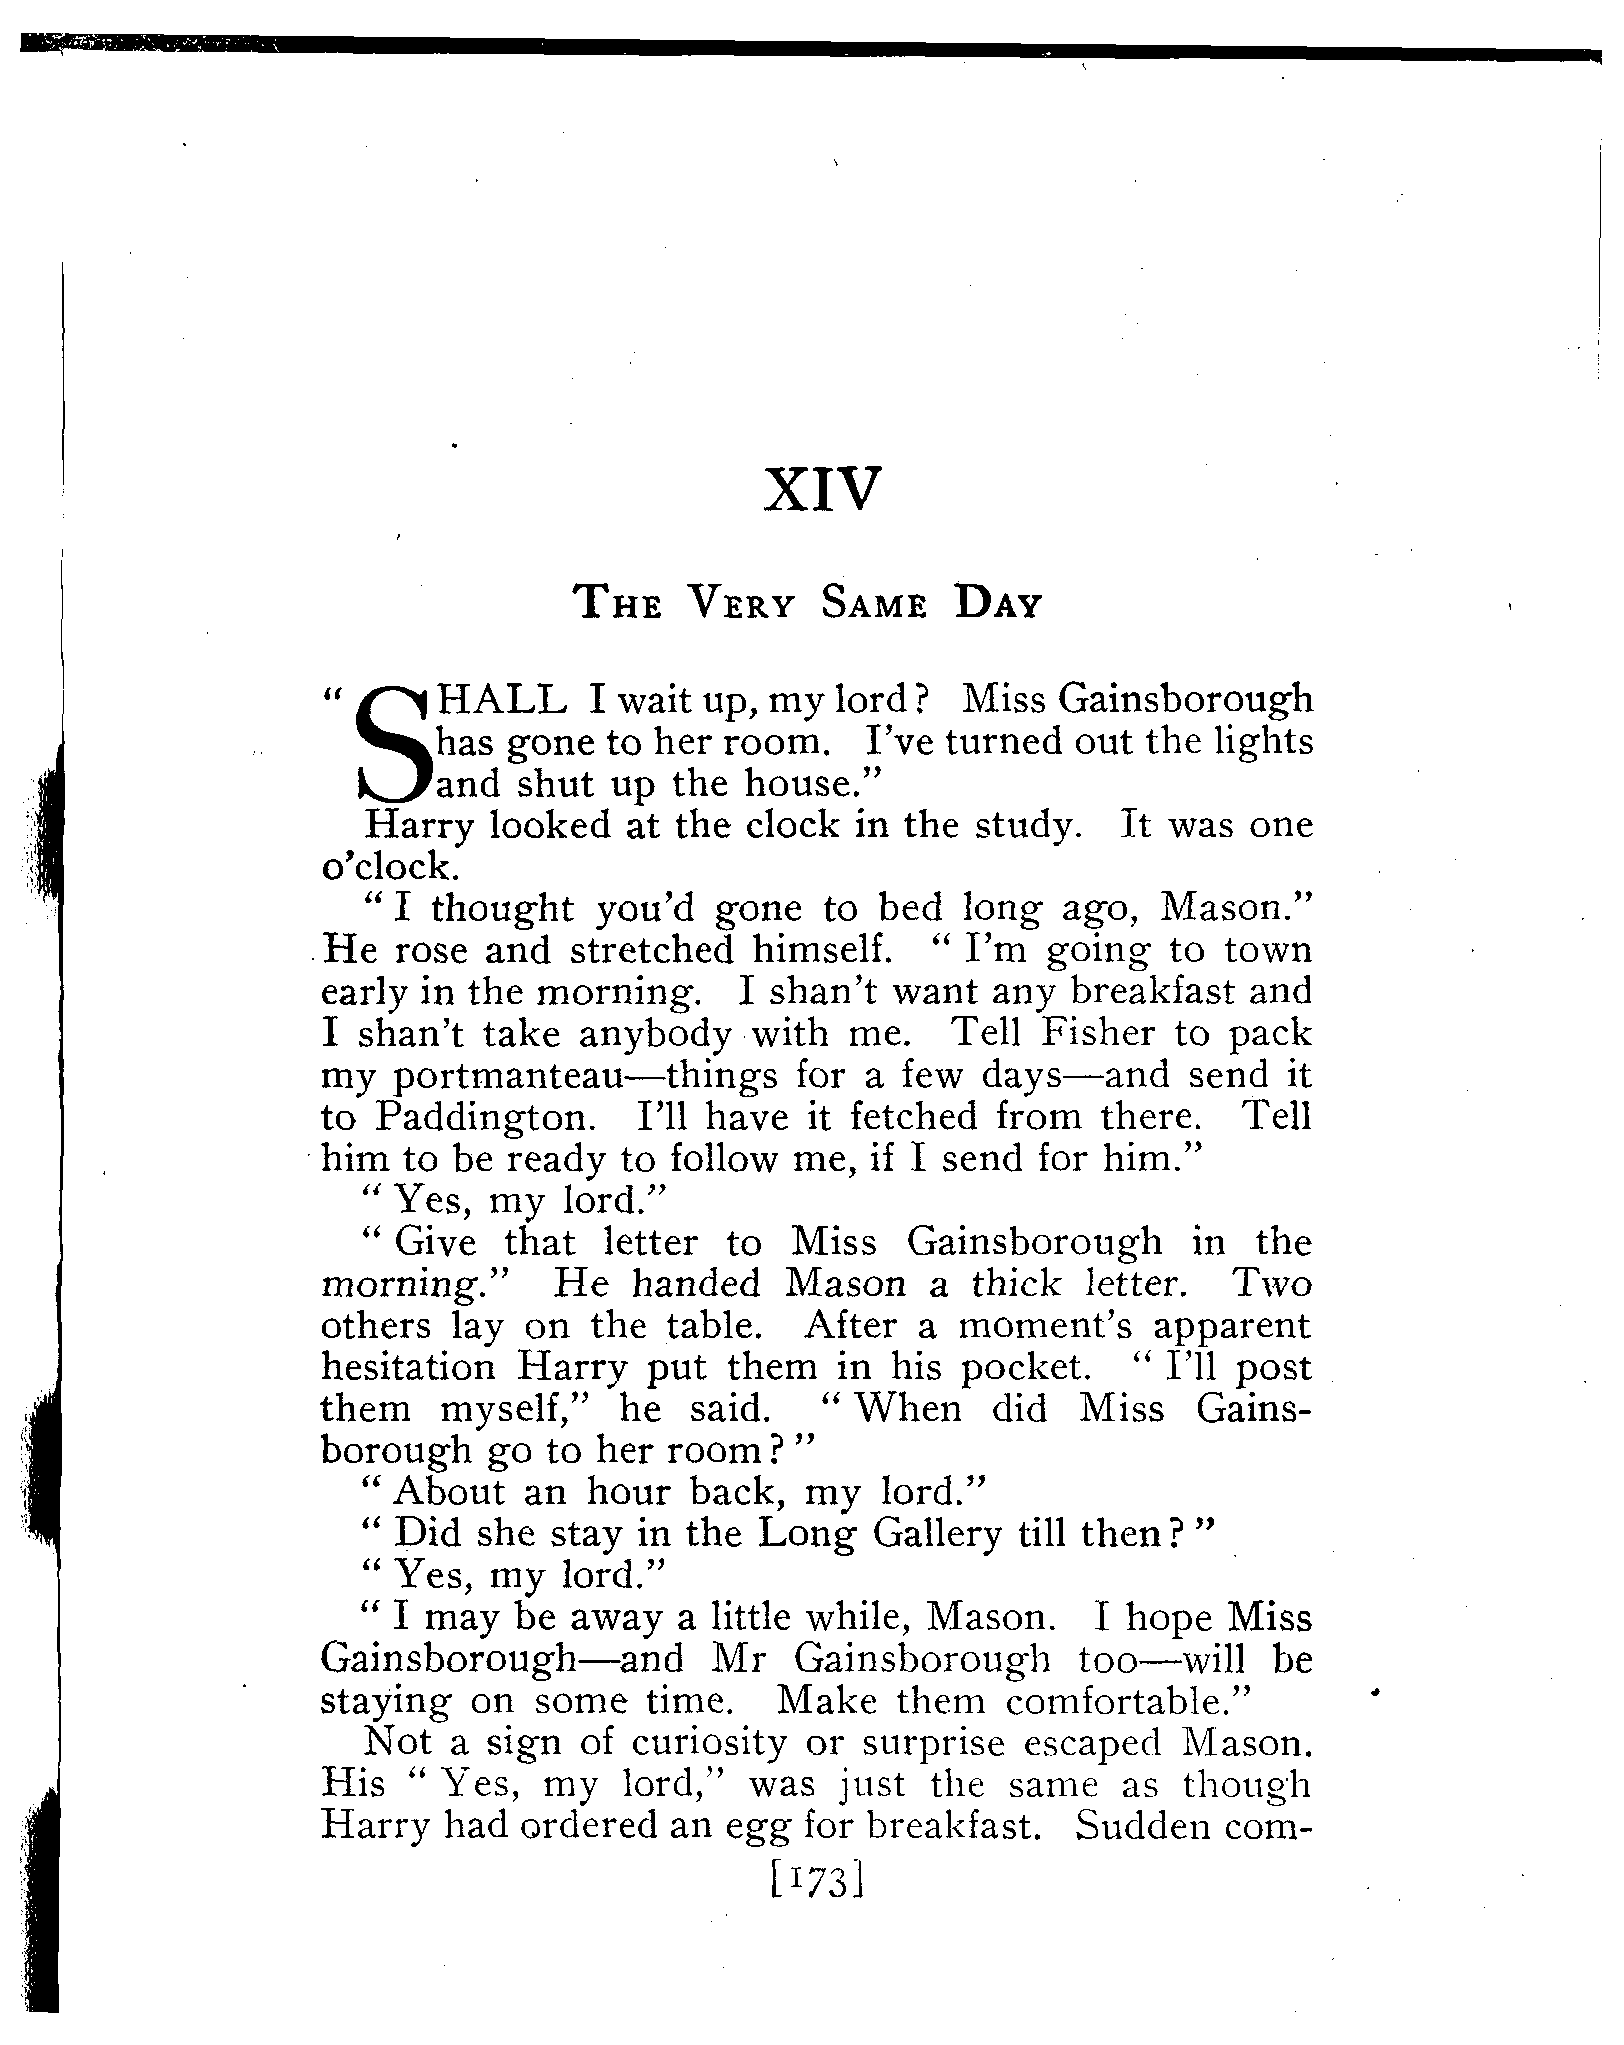 XIV
THE VERY SAME DAY
“SHALL I wait up, my lord? Miss Gainsborough
has gone to her room. I've turned out the lights
and shut up the house.”
Harry looked at the clock in the study. It was one
o'clock.
“I thought you'd gone to bed long ago, Mason.”
He rose and stretched himself. “I'm going to town
early in the morning. I shan't want any breakfast and
I shan't take anybody with me. Tell Fisher to pack
my portmanteau—things for a few days—and send it
to Paddington. I'll have it fetched from there. Tell
him to be ready to follow me, if I send for him.”
“Yes, my lord.”
“Give that letter to Miss Gainsborough in the
morning.” He handed Mason a thick letter. Two
others lay on the table. After a moment's apparent
hesitation Harry put them in his pocket. “I'll post
them myself,” he said. “When did Miss Gains-
borough go to her room?”
“About an hour back, my lord.”
“Did she stay in the Long Gallery till then?”
“Yes, my lord.”
“I may be away a little while, Mason. I hope Miss
Gainsborough—and Mr Gainsborough too—will be
staying on some time. Make them comfortable.”
Not a sign of curiosity or surprise escaped Mason.
His “Yes, my lord,” was just the same as though
Harry had ordered an egg for breakfast. Sudden com-
[173]